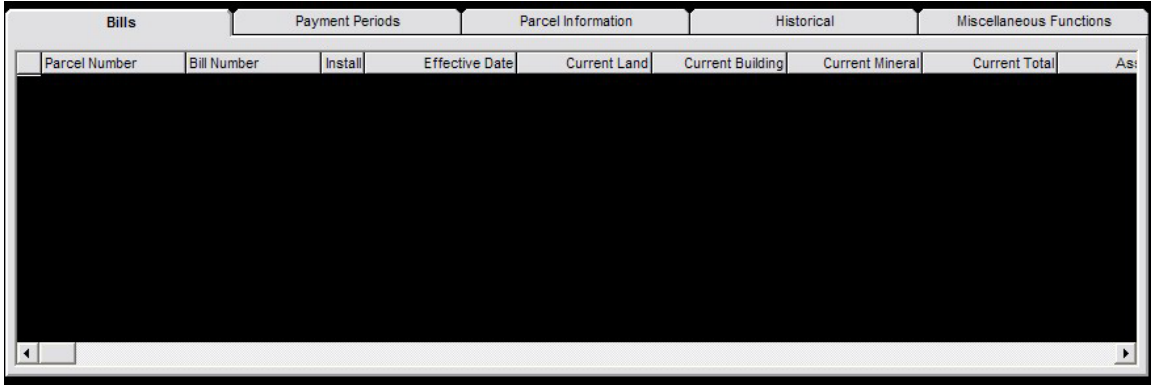 Bills Payment Periods Parcel Information Historical Miscellaneous Functions
Parcel Number Bill Number Install Effective Date Current Land Current Building Current Mineral Current Total Ass